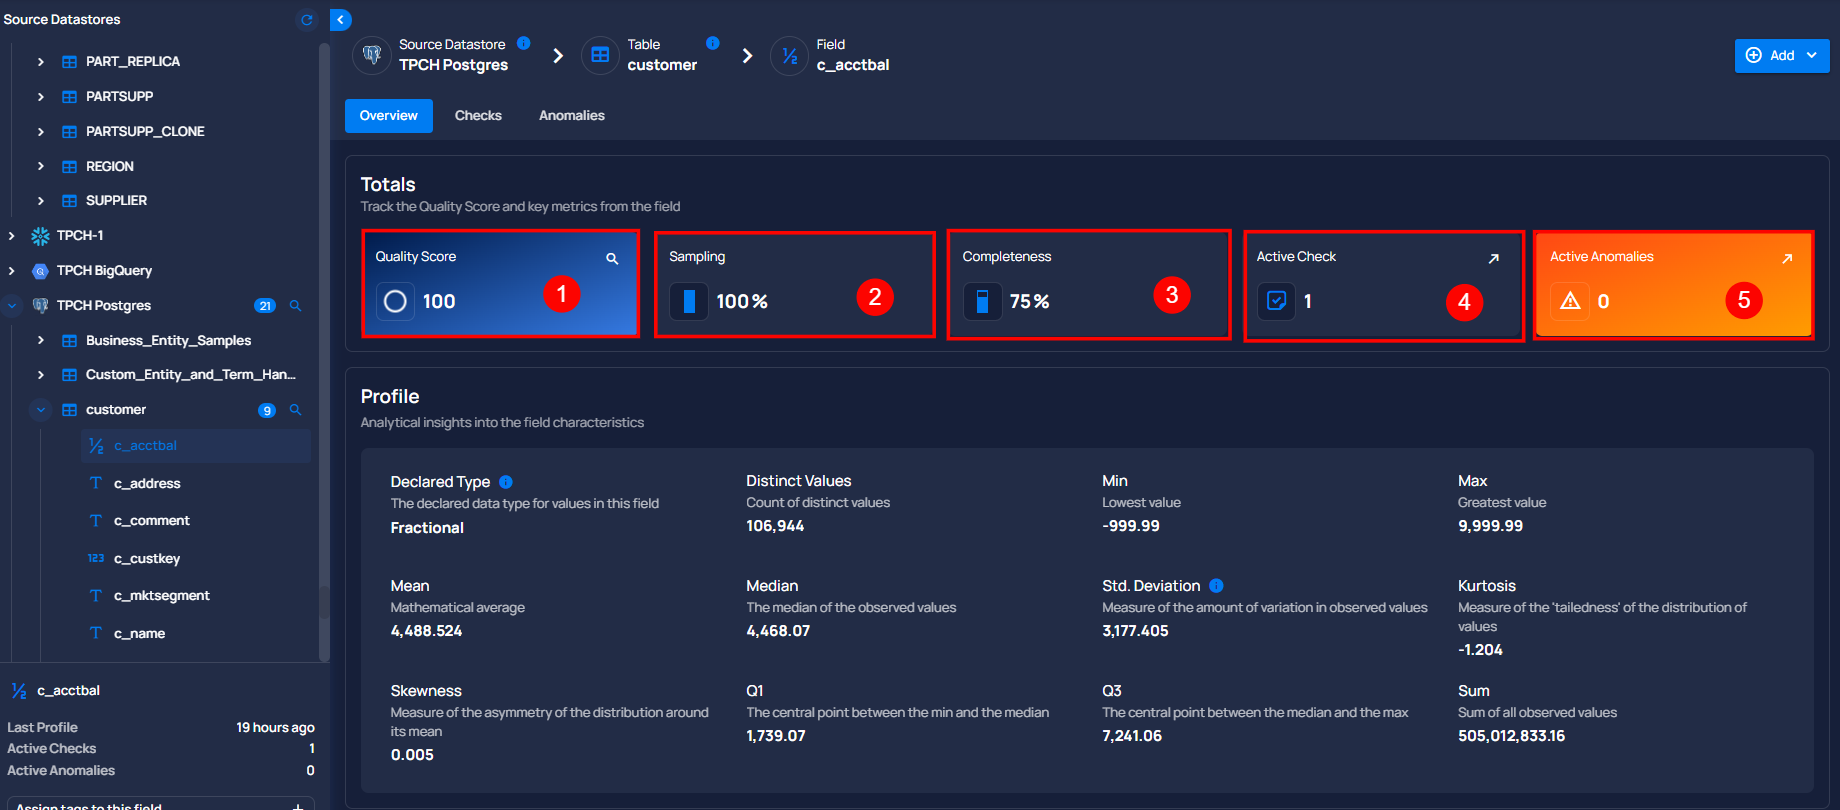 Source Datastores
PART_REPLICA
PARTSUPP
PARTSUPP_CLONE
REGION
SUPPLIER
TPCH-1
TPCH BigQuery
TPCH Postgres 21
Business_Entity_Samples
Custom_Entity_and_Term_Han...
customer 9
½ c_acctbal
T c_address
T c_comment
123 c_custkey
T c_mktsegment
T c_name
½ c_acctbal
Last Profile 19 hours ago
Active Checks 1
Active Anomalies 0
Assign tags to this field +
Source Datastore
TPCH Postgres
Table
customer
½
Field
c_acctbal
Add
Overview Checks Anomalies
Totals
Track the Quality Score and key metrics from the field
Quality Score
100
1
Sampling
100%
2
Completeness
75%
3
Active Check
1
4
Active Anomalies
0
5
Profile
Analytical insights into the field characteristics
Declared Type
The declared data type for values in this field
Fractional
Distinct Values
Count of distinct values
106,944
Min
Lowest value
-999.99
Max
Greatest value
9,999.99
Mean
Mathematical average
4,488.524
Median
The median of the observed values
4,468.07
Std. Deviation
Measure of the amount of variation in observed values
3,177.405
Kurtosis
Measure of the 'tailedness' of the distribution of
values
-1.204
Skewness
Measure of the asymmetry of the distribution around
its mean
0.005
Q1
The central point between the min and the median
1,739.07
Q3
The central point between the median and the max
7,241.06
Sum
Sum of all observed values
505,012,833.16